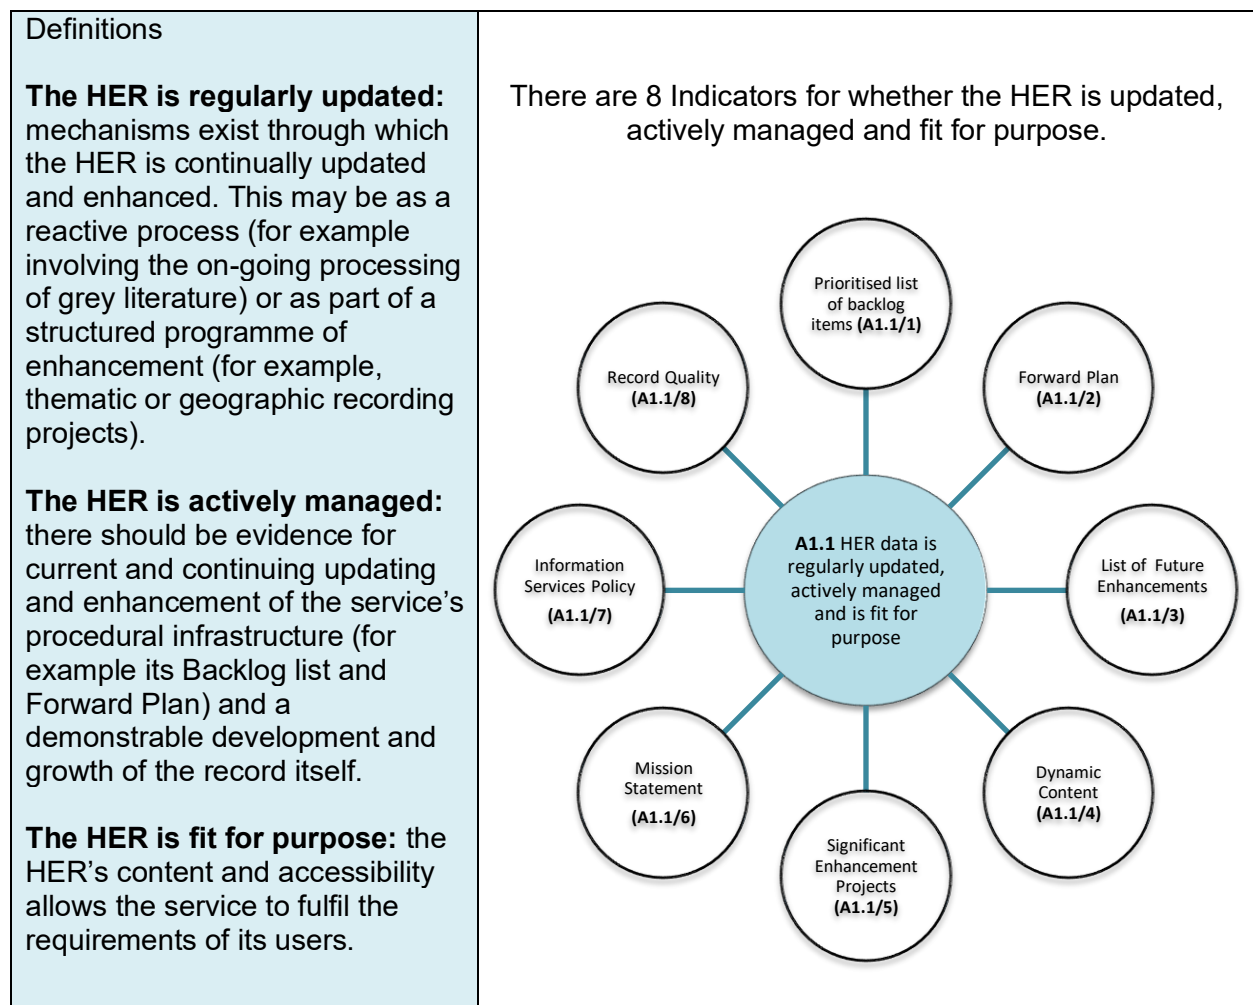 Definitions
The HER is regularly updated:
mechanisms exist through which
the HER is continually updated
and enhanced. This may be as a
reactive process (for example
involving the on-going processing
of grey literature) or as part of a
structured programme of
enhancement (for example,
thematic or geographic recording
projects).
The HER is actively managed:
there should be evidence for
current and continuing updating
and enhancement of the service’s
procedural infrastructure (for
example its Backlog list and
Forward Plan) and a
demonstrable development and
growth of the record itself.
The HER is fit for purpose: the
HER’s content and accessibility
allows the service to fulfil the
requirements of its users.
There are 8 Indicators for whether the HER is updated,
actively managed and fit for purpose.
Prioritised list
of backlog
items (A1.1/1)
Forward Plan
(A1.1/2)
List of Future
Enhancements
(A1.1/3)
Dynamic
Content
(A1.1/4)
Significant
Enhancement
Projects
(A1.1/5)
Mission
Statement
(A1.1/6)
Information
Services Policy
(A1.1/7)
Record Quality
(A1.1/8)
A1.1 HER data is
regularly updated,
actively managed
and is fit for
purpose